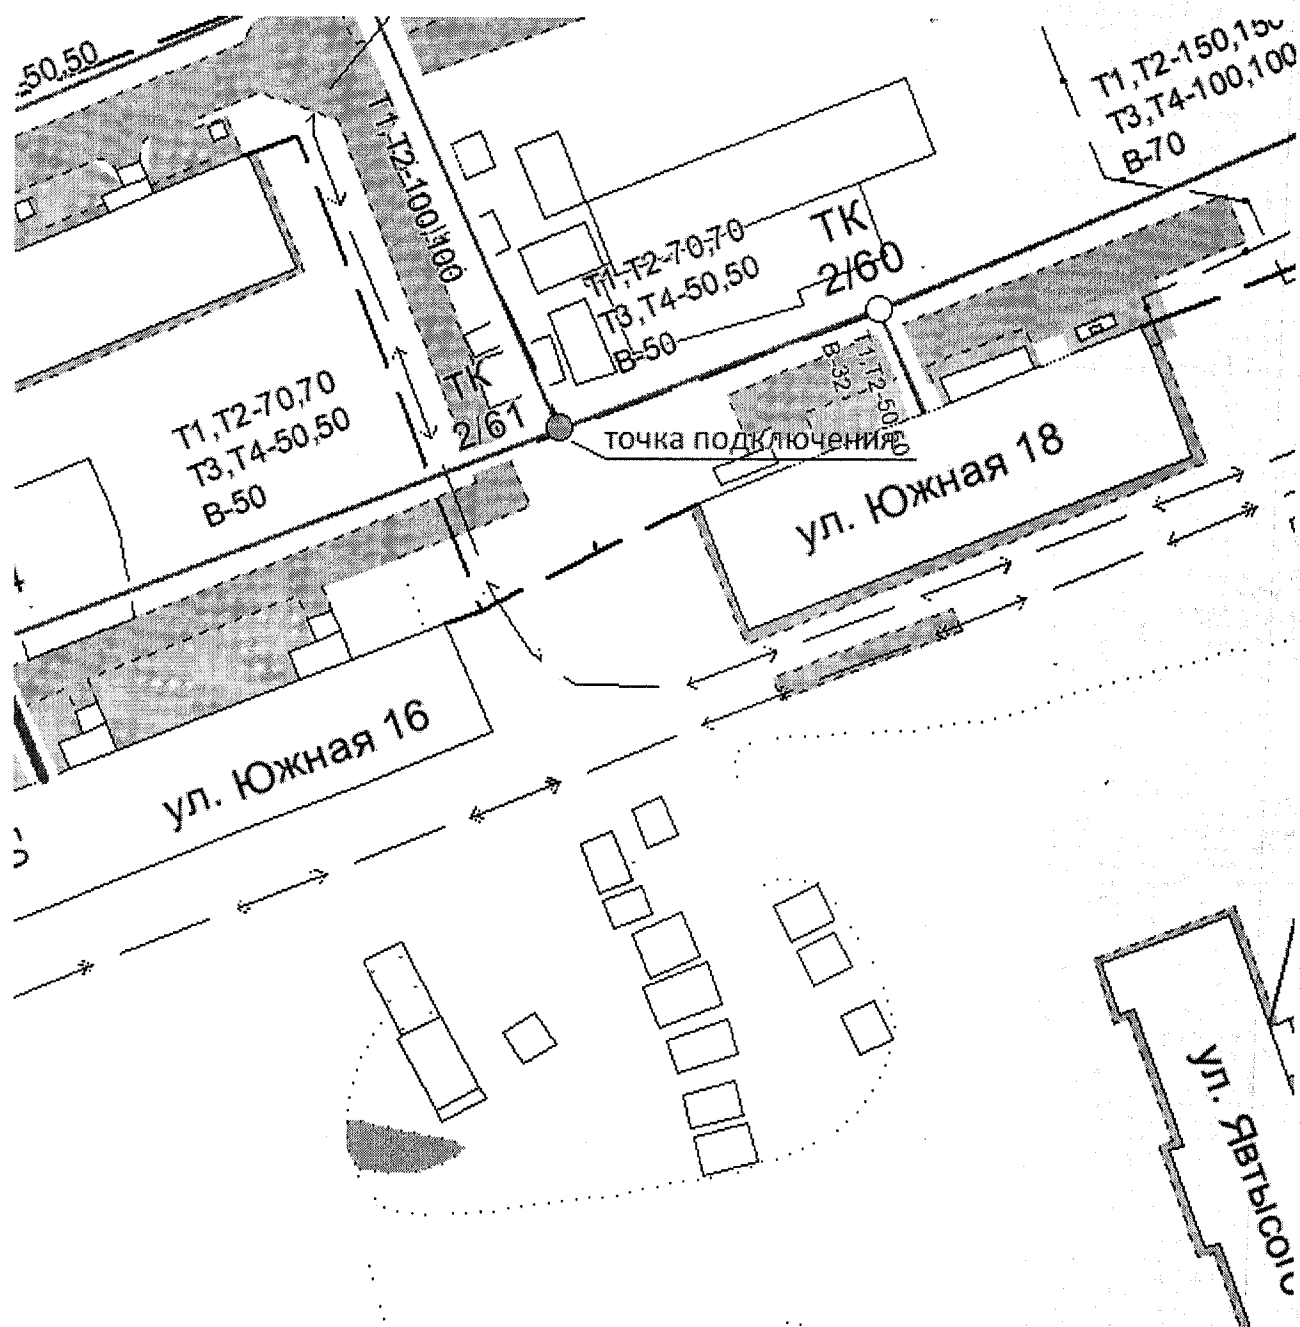 -50,50
Т1,Т2-100,100
Т1,Т2-150,150
Т3,Т4-100,100
В-70
Т1,Т2-70,70
Т3,Т4-50,50
В-50
ТК
2/60
Т1,Т2-50,50
В-32
ТК
2/61
точка подключения
Т1,Т2-70,70
Т3,Т4-50,50
В-50
ул. Южная 18
ул. Южная 16
ул. Явтысого